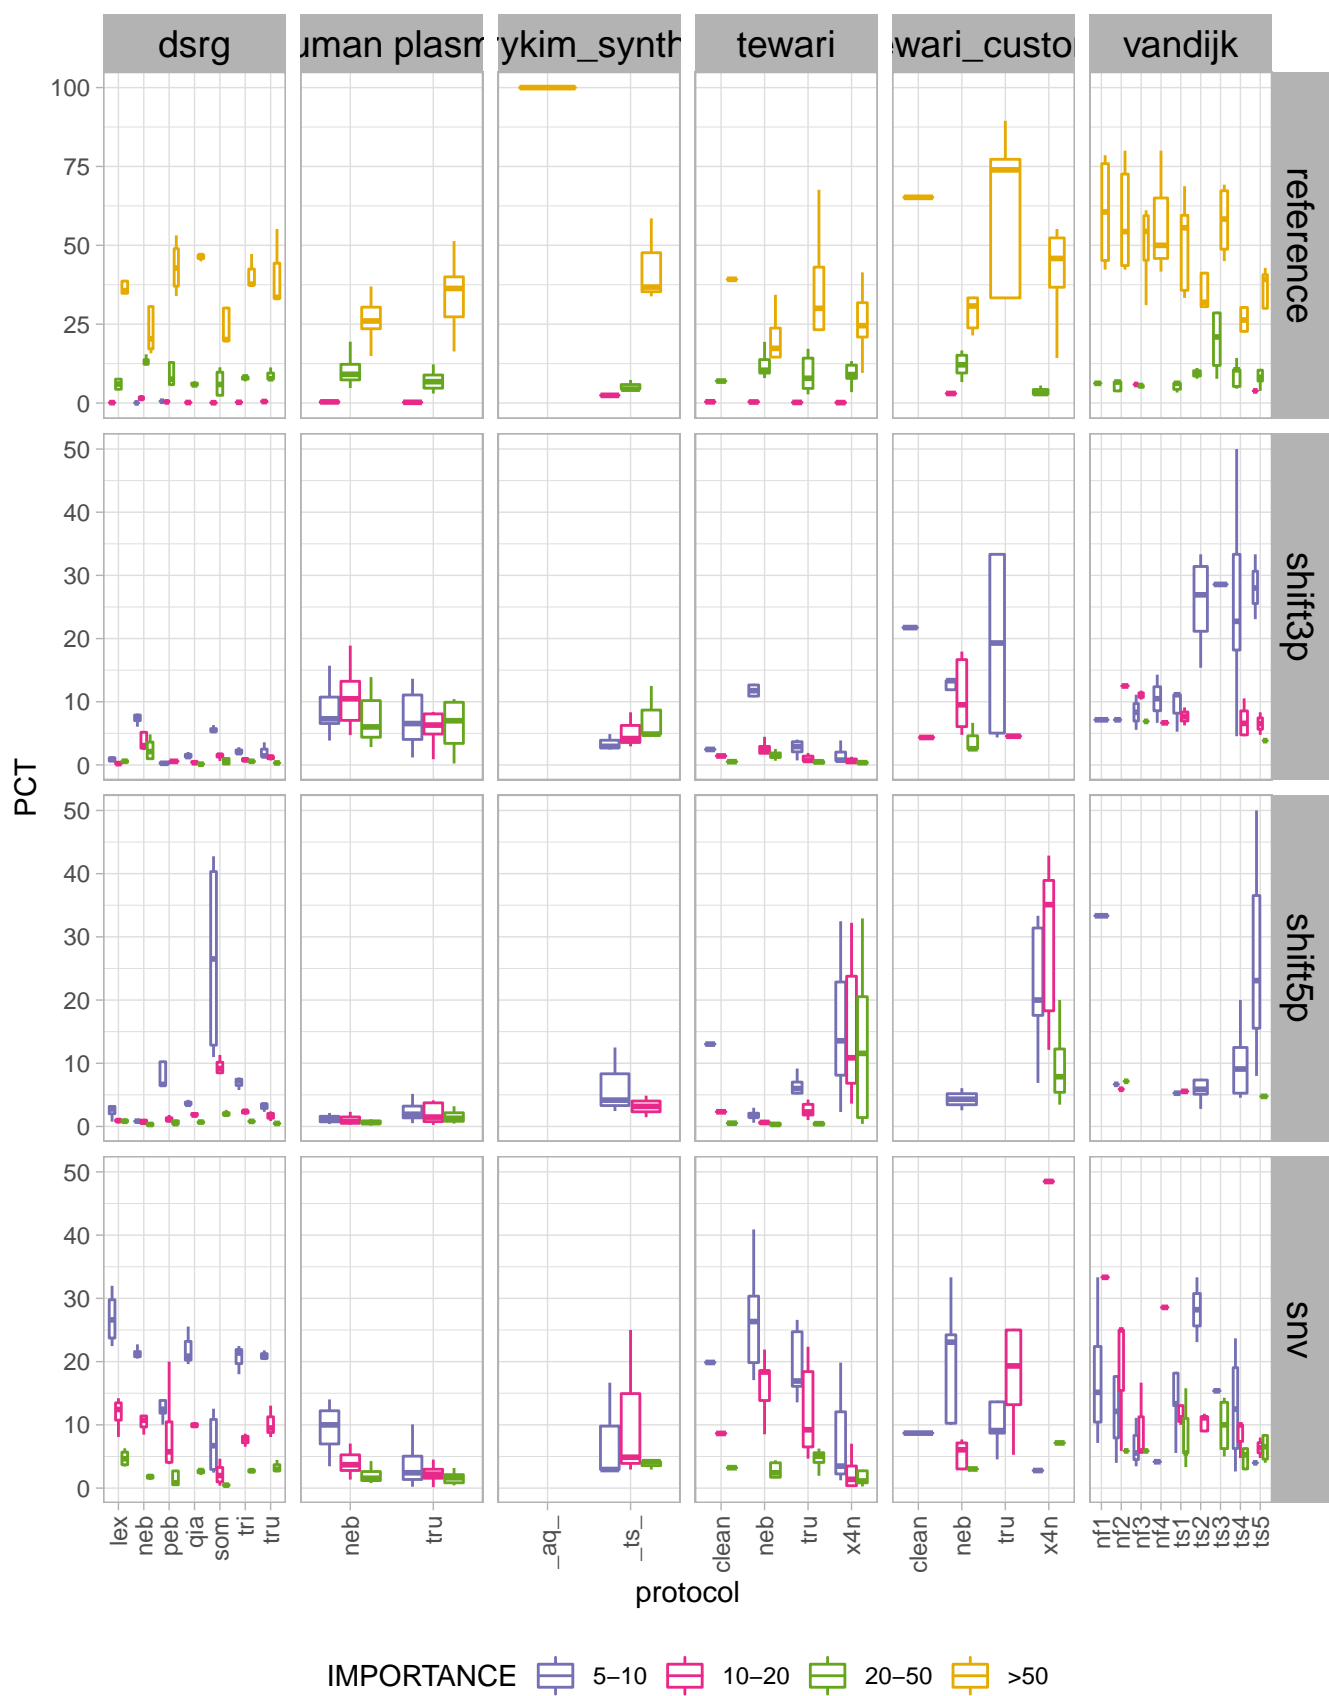 dsrg uman plasm rykim_synth tewari ewari_custo vandijk
100
75
50
25
0
reference
50
40
30
20
10
0
shift3p
PCT
50
40
30
20
10
0
shift5p
50
40
30
20
10
0
snv
lex neb peb qia som tri tru neb tru _aq_ _ts_ clean neb tru x4n clean neb tru x4n nf1 nf2 nf3 nf4 ts1 ts2 ts3 ts4 ts5
protocol
IMPORTANCE 5–10 10–20 20–50 >50